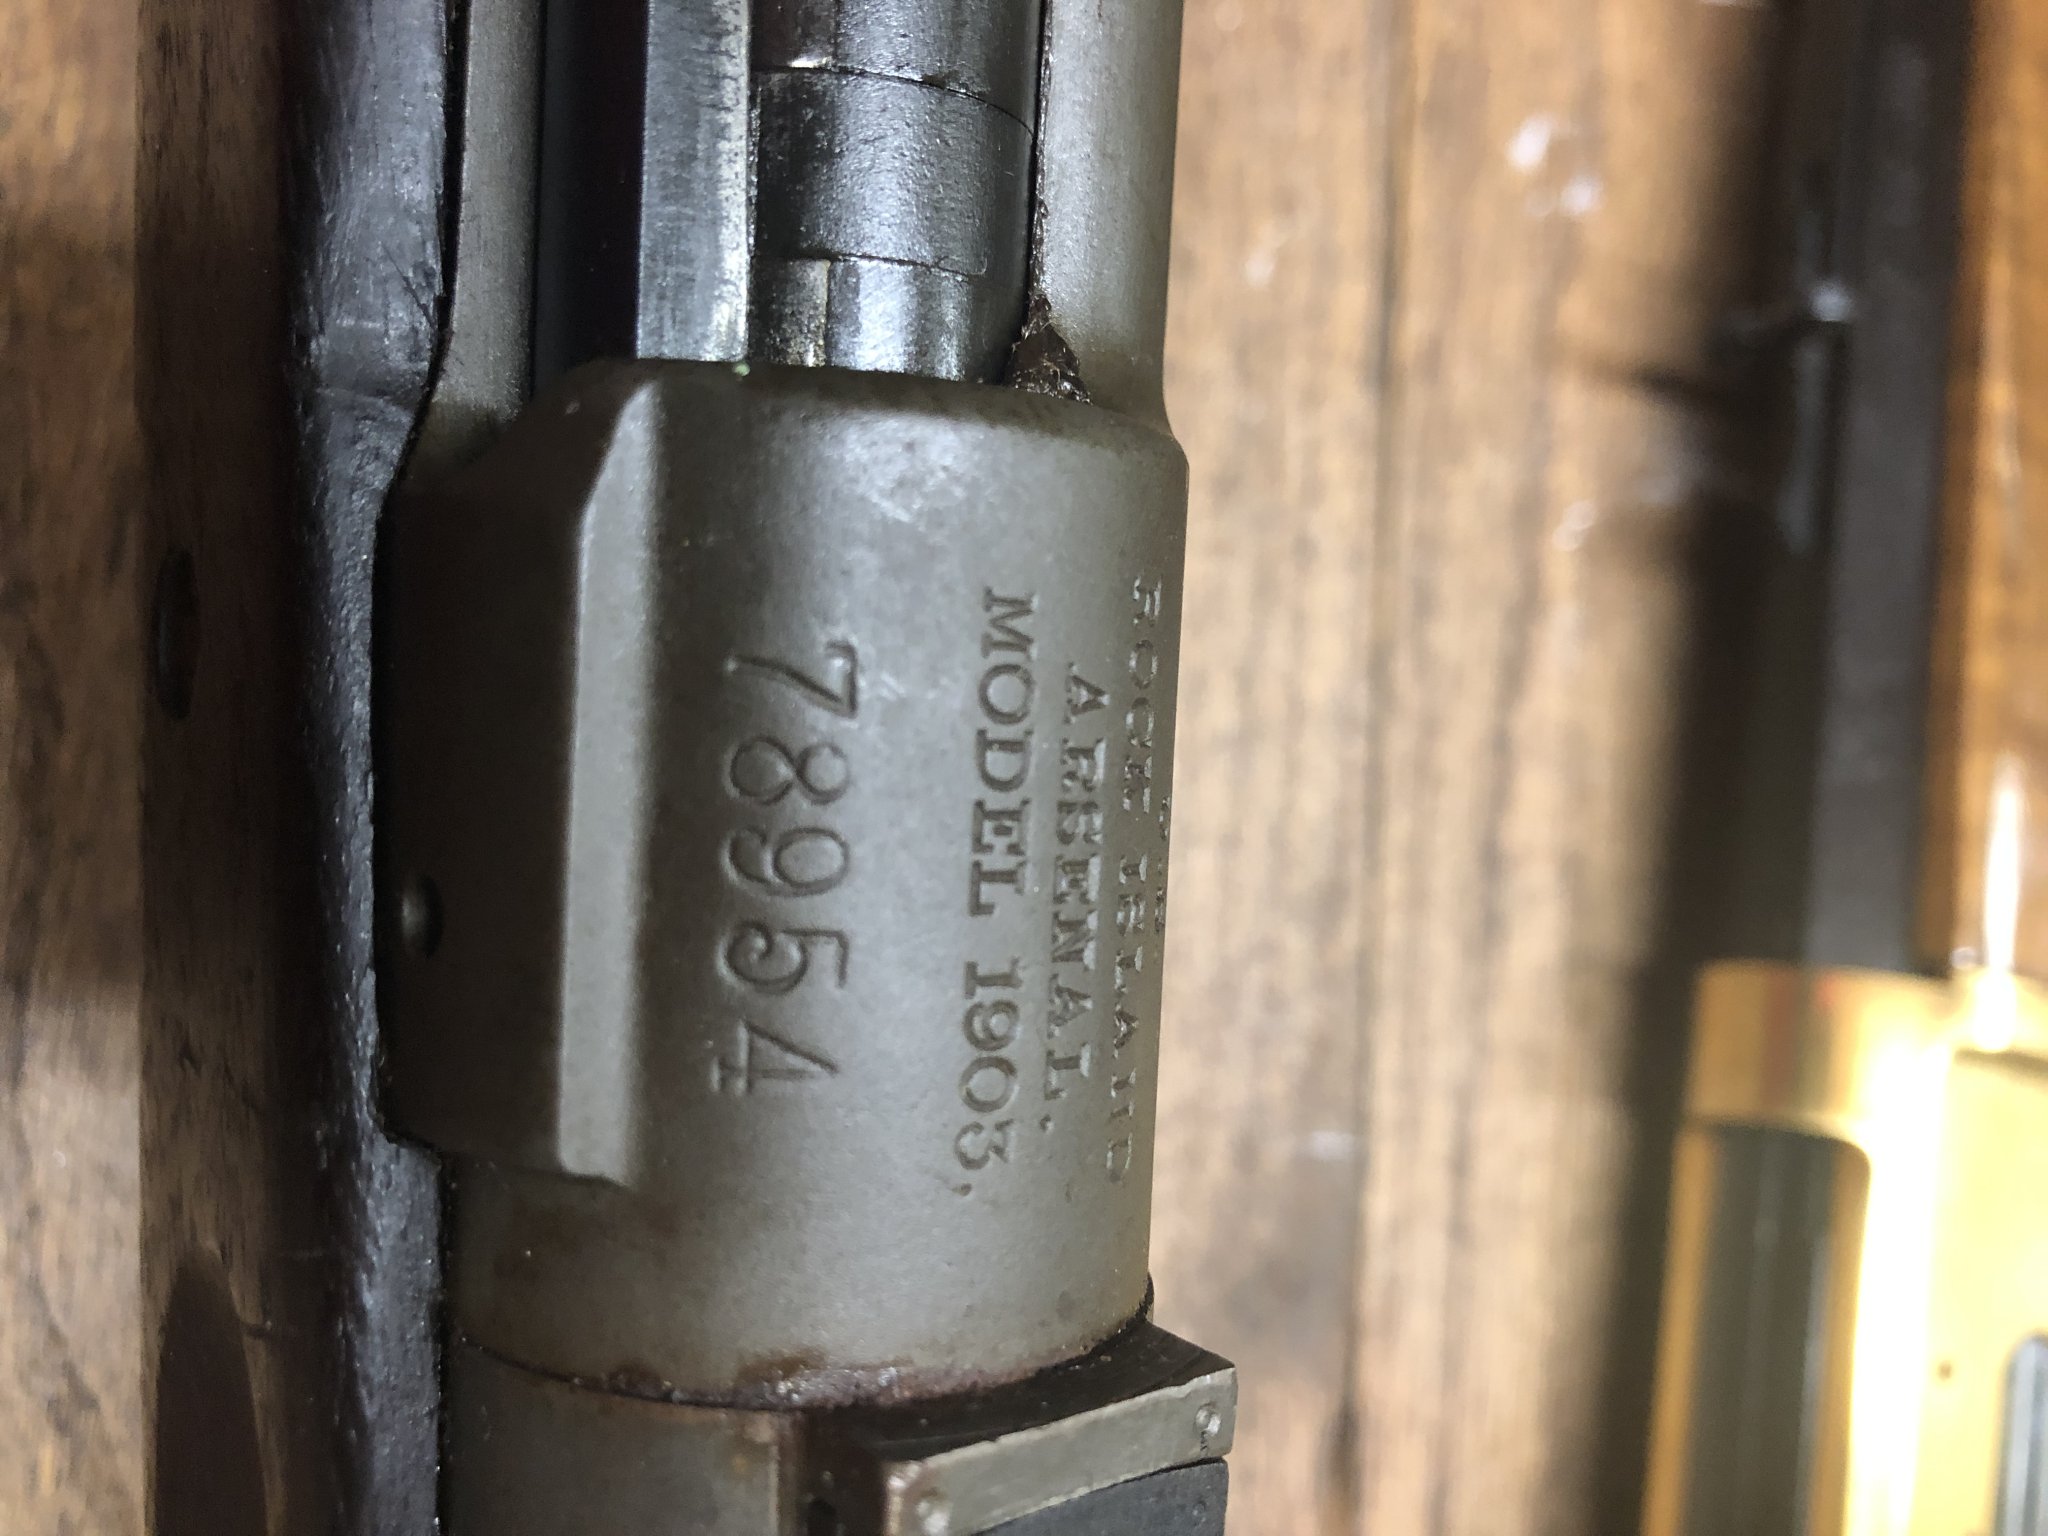 U.S.
ROCK ISLAND
ARSENAL.
MODEL 1903,
78954